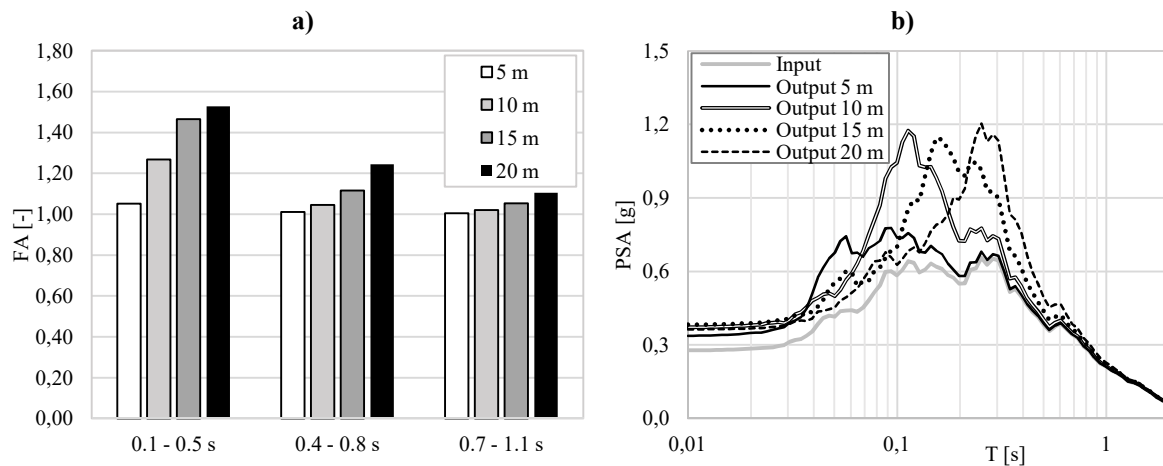 a)
1,80
1,60
1,40
1,20
1,00
0,80
0,60
0,40
0,20
0,00
FA [-]
5 m
10 m
15 m
20 m
0.1 - 0.5 s
0.4 - 0.8 s
0.7 - 1.1 s
b)
1,5
1,2
0,9
0,6
0,3
0,0
PSA [g]
Input
Output 5 m
Output 10 m
Output 15 m
Output 20 m
0,01
0,1
1
T [s]